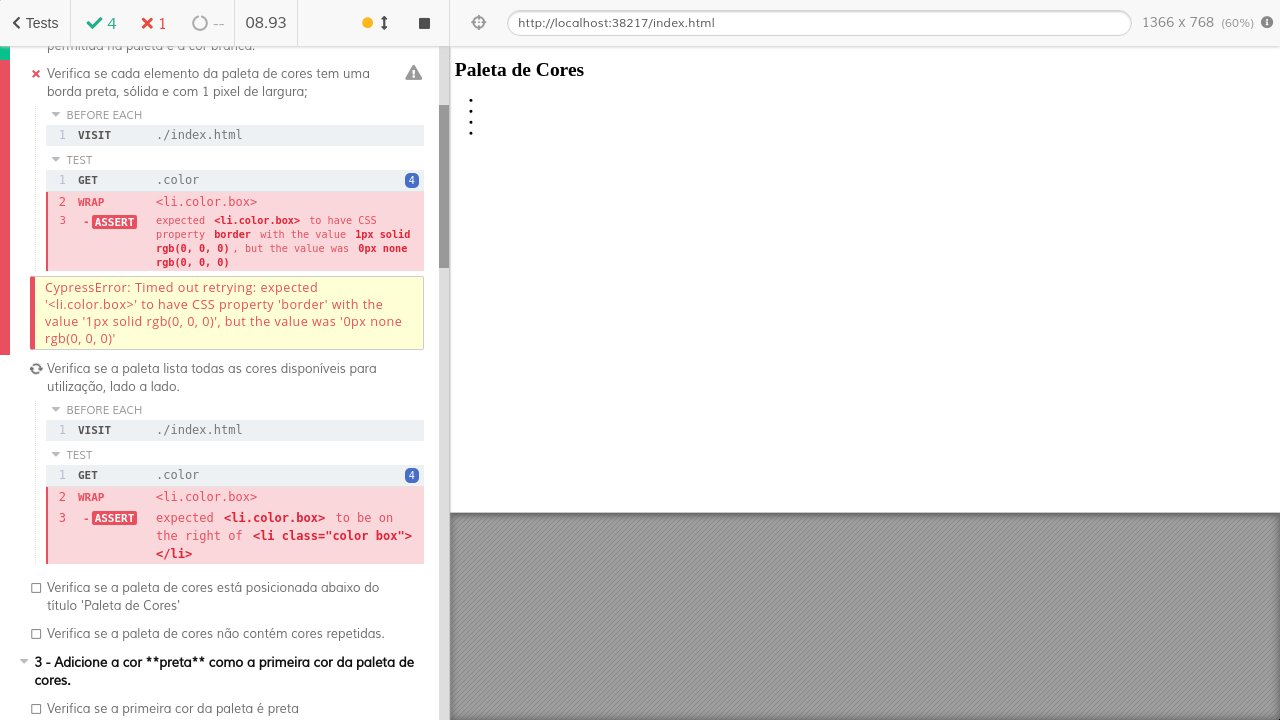 Tests
4
1
--
08.93
http://localhost:38217/index.html
1366 x 768 (60%)
permitida na paleta é a cor branca.
Verifica se cada elemento da paleta de cores tem uma
borda preta, sólida e com 1 pixel de largura;
BEFORE EACH
1 VISIT ./index.html
TEST
1 GET .color 4
2 WRAP <li.color.box>
3 - ASSERT expected <li.color.box> to have CSS
property border with the value 1px solid
rgb(0, 0, 0), but the value was 0px none
rgb(0, 0, 0)
CypressError: Timed out retrying: expected
'<li.color.box>' to have CSS property 'border' with the
value '1px solid rgb(0, 0, 0)', but the value was '0px none
rgb(0, 0, 0)'
Verifica se a paleta lista todas as cores disponíveis para
utilização, lado a lado.
BEFORE EACH
1 VISIT ./index.html
TEST
1 GET .color 4
2 WRAP <li.color.box>
3 - ASSERT expected <li.color.box> to be on
the right of <li class="color box">
</li>
Verifica se a paleta de cores está posicionada abaixo do
título 'Paleta de Cores'
Verifica se a paleta de cores não contém cores repetidas.
3 - Adicione a cor **preta** como a primeira cor da paleta de
cores.
Verifica se a primeira cor da paleta é preta
Paleta de Cores